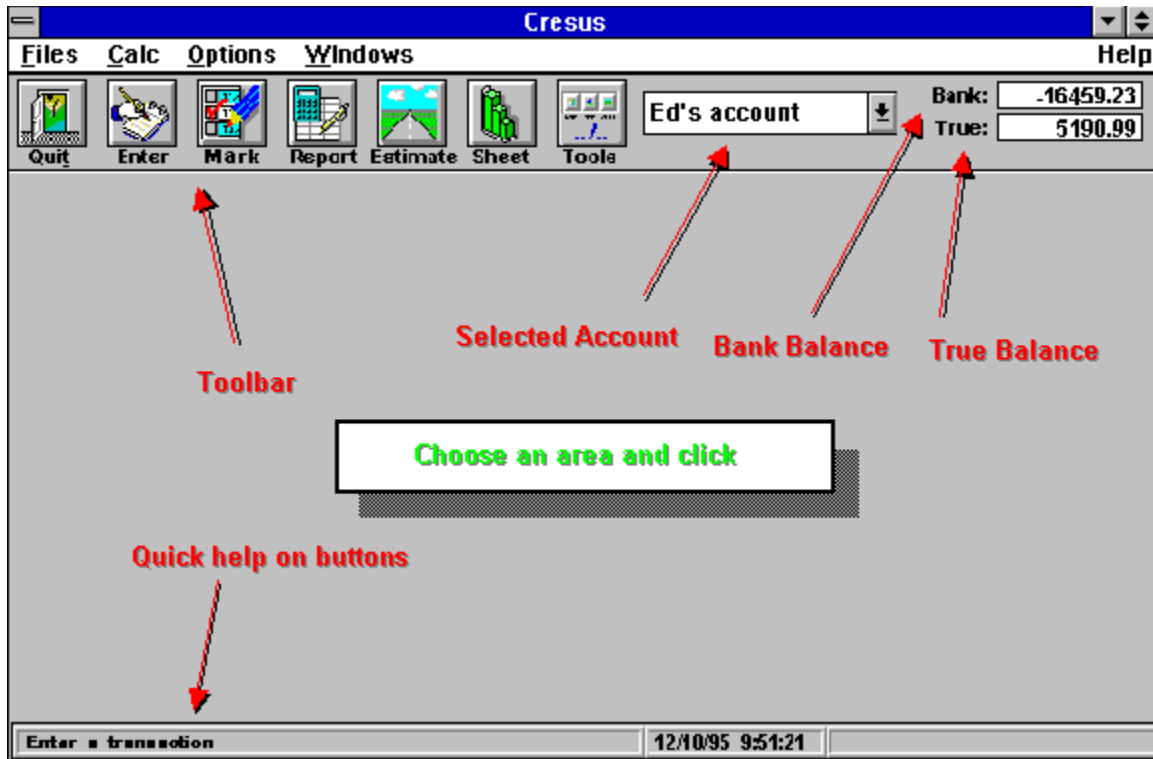 Cresus
Files Calc Options WIndows Help
Quit Enter Mark Report Estimate Sheet Tools
Ed's account
Bank: -16459.23
True: 5190.99
Selected Account
Bank Balance
True Balance
Toolbar
Choose an area and click
Quick help on buttons
Enter a transaction
12/10/95 9:51:21